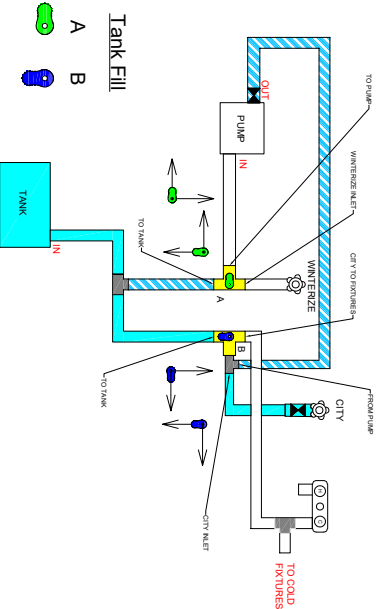 Tank Fill
A
B
TO PUMP
WINTERIZE INLET
CITY TO FIXTURES
FROM PUMP
OUT
PUMP
IN
WINTERIZE
CITY
TANK
IN
TO TANK
A
B
TO TANK
CITY INLET
H
C
TO COLD
FIXTURES